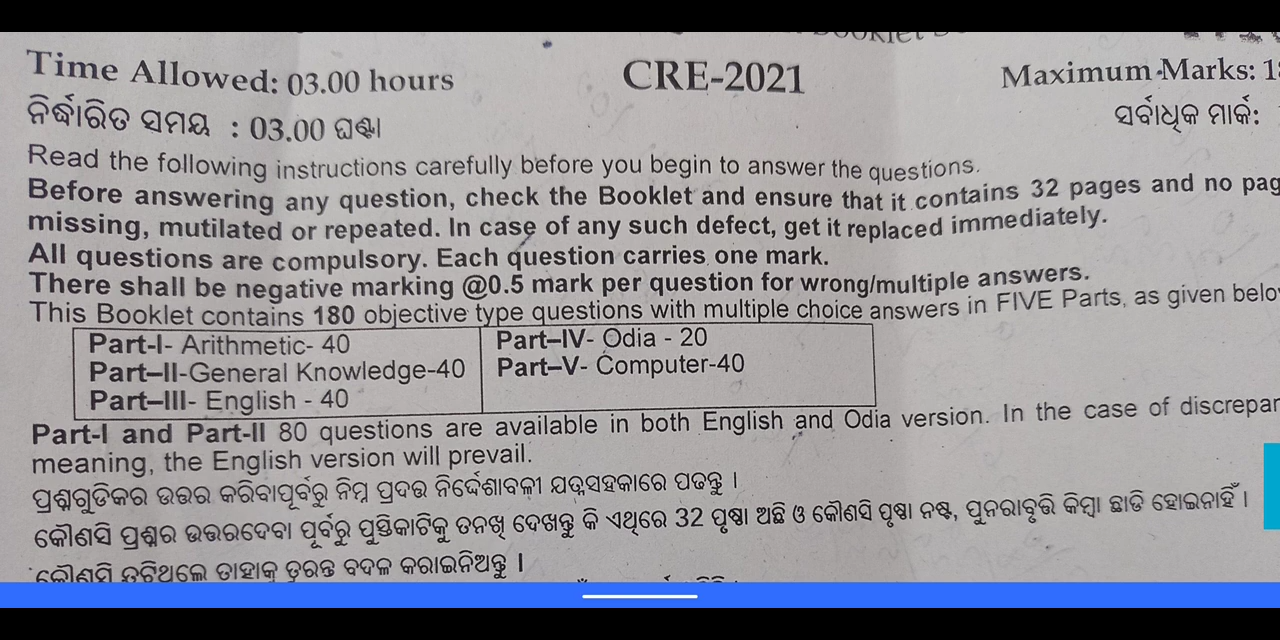 Time Allowed: 03.00 hours CRE-2021 Maximum Marks:
ନିର୍ଦ୍ଧାରିତ ସମୟ : 03.00 ଘଣ୍ଟା ସର୍ବାଧିକ ମାର୍କ:
Read the following instructions carefully before you begin to answer the questions.
Before answering any question, check the Booklet and ensure that it contains 32 pages and no
missing, mutilated or repeated. In case of any such defect, get it replaced immediately.
All questions are compulsory. Each question carries one mark.
There shall be negative marking @0.5 mark per question for wrong/multiple answers.
This Booklet contains 180 objective type questions with multiple choice answers in FIVE Parts, as given
Part-I- Arithmetic- 40
Part–II-General Knowledge-40
Part–III- English - 40
Part–IV- Odia - 20
Part–V- Computer-40
Part-I and Part-II 80 questions are available in both English and Odia version. In the case of
meaning, the English version will prevail.
ପ୍ରଶ୍ନଗୁଡିକର ଉତ୍ତର କରିବାପୂର୍ବରୁ ନିମ୍ନ ପ୍ରଦତ୍ତ ନିର୍ଦ୍ଦେଶାବଳୀ ଯତ୍ନସହକାରେ ପଢନ୍ତୁ ।
କୌଣସି ପ୍ରଶ୍ନର ଉତ୍ତରଦେବା ପୂର୍ବରୁ ପୁସ୍ତିକାଟିକୁ ତନଖି ଦେଖନ୍ତୁ କି ଏଥିରେ 32 ପୃଷ୍ଠା ଅଛି ଓ କୌଣସି ପୃଷ୍ଠା ନଷ୍ଟ, ପୁନରାବୃତ୍ତି କିମ୍ବା ଛାଡି ହୋଇନାହିଁ ।
କୌଣସି ତ୍ରୁଟିଥିଲେ ତାହାକୁ ତୁରନ୍ତ ବଦଳ କରାଇନିଅନ୍ତୁ ।